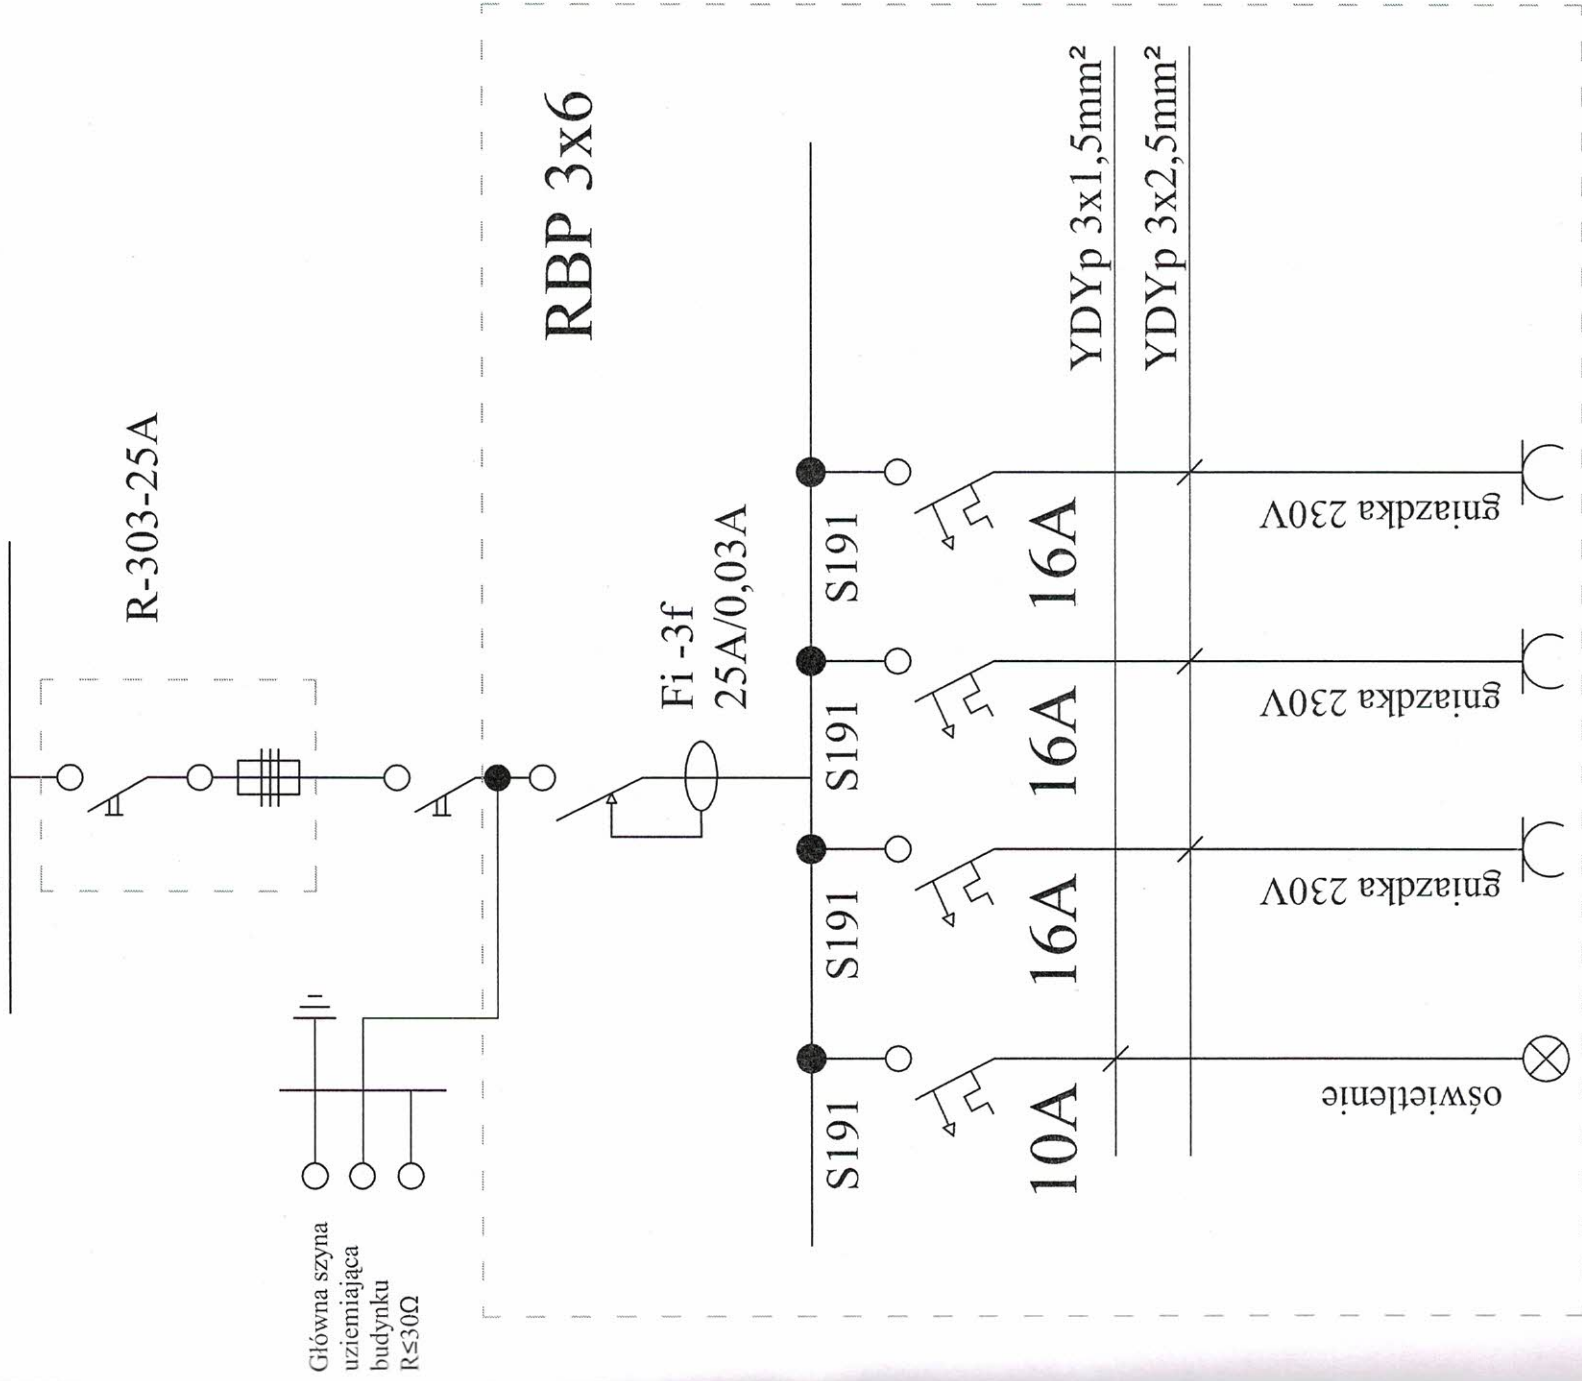 R-303-25A
Główna szyna
uziemiająca
budynku
R≤30Ω
RBP 3x6
Fi -3f
25A/0,03A
S191
S191
S191
S191
10A
16A
16A
16A
YDYp 3x1,5mm²
YDYp 3x2,5mm²
oświetlenie
gniazdka 230V
gniazdka 230V
gniazdka 230V